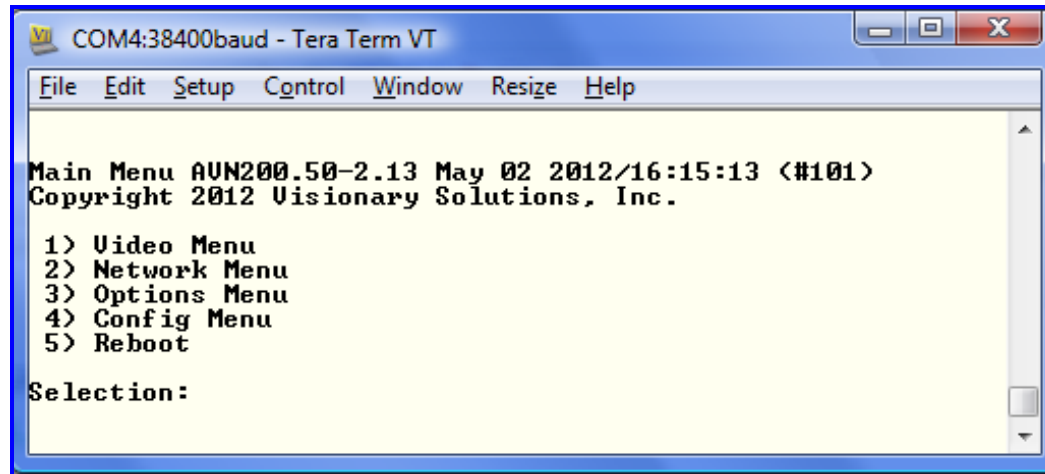 COM4:38400baud - Tera Term VT
File Edit Setup Control Window Resize Help
Main Menu AVN200.50-2.13 May 02 2012/16:15:13 (#101)
Copyright 2012 Visionary Solutions, Inc.
1) Video Menu
2) Network Menu
3) Options Menu
4) Config Menu
5) Reboot
Selection: